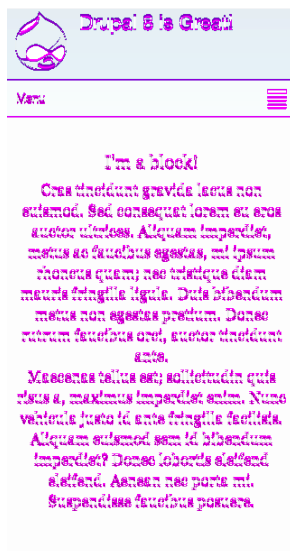 Drupal 8 is Great!
Menu
I'm a block!
Cras tincidunt gravida lacus non
euismod. Sed consequat lorem eu eros
auctor ultrices. Aliquam imperdiet,
metus ac faucibus egestas, mi ipsum
rhoncus quam, nec tristique diam
mauris fringilla ligula. Duis bibendum
metus non egestas pretium. Donec
rutrum faucibus orci, auctor tincidunt
ante.
Maecenas tellus est, sollicitudin quis
risus a, maximus imperdiet enim. Nunc
vehicula justo id ante fringilla facilisis.
Aliquam euismod sem id bibendum
imperdiet? Donec lobortis eleifend
eleifend. Aenean nec porta mi.
Suspendisse faucibus posuere.